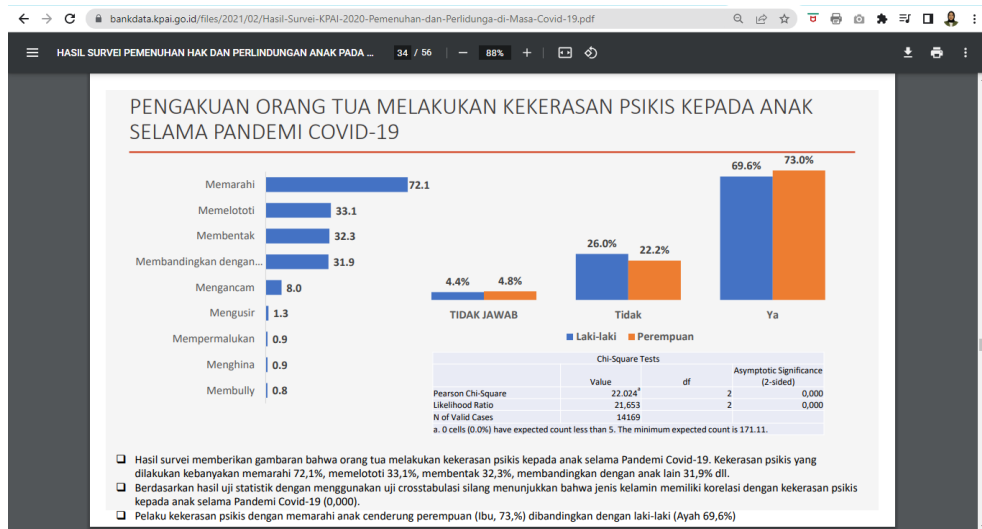 bankdata.kpai.go.id/files/2021/02/Hasil-Survei-KPAI-2020-Pemenuhan-dan-Perlidunga-di-Masa-Covid-19.pdf
HASIL SURVEI PEMENUHAN HAK DAN PERLINDUNGAN ANAK PADA ...
34 / 56
88%
PENGAKUAN ORANG TUA MELAKUKAN KEKERASAN PSIKIS KEPADA ANAK
SELAMA PANDEMI COVID-19
Memarahi 72.1
Memelototi 33.1
Membentak 32.3
Membandingkan dengan... 31.9
Mengancam 8.0
Mengusir 1.3
Mempermalukan 0.9
Menghina 0.9
Membully 0.8
4.4% 4.8%
26.0% 22.2%
69.6% 73.0%
TIDAK JAWAB Tidak Ya
Laki-laki Perempuan
Chi-Square Tests
Value df Asymptotic Significance (2-sided)
Pearson Chi-Square 22.024a 2 0,000
Likelihood Ratio 21,653 2 0,000
N of Valid Cases 14169
a. 0 cells (0.0%) have expected count less than 5. The minimum expected count is 171.11.
Hasil survei memberikan gambaran bahwa orang tua melakukan kekerasan psikis kepada anak selama Pandemi Covid-19. Kekerasan psikis yang
dilakukan kebanyakan memarahi 72,1%, memelototi 33,1%, membentak 32,3%, membandingkan dengan anak lain 31,9% dll.
Berdasarkan hasil uji statistik dengan menggunakan uji crosstabulasi silang menunjukkan bahwa jenis kelamin memiliki korelasi dengan kekerasan psikis
kepada anak selama Pandemi Covid-19 (0,000).
Pelaku kekerasan psikis dengan memarahi anak cenderung perempuan (Ibu, 73,%) dibandingkan dengan laki-laki (Ayah 69,6%)